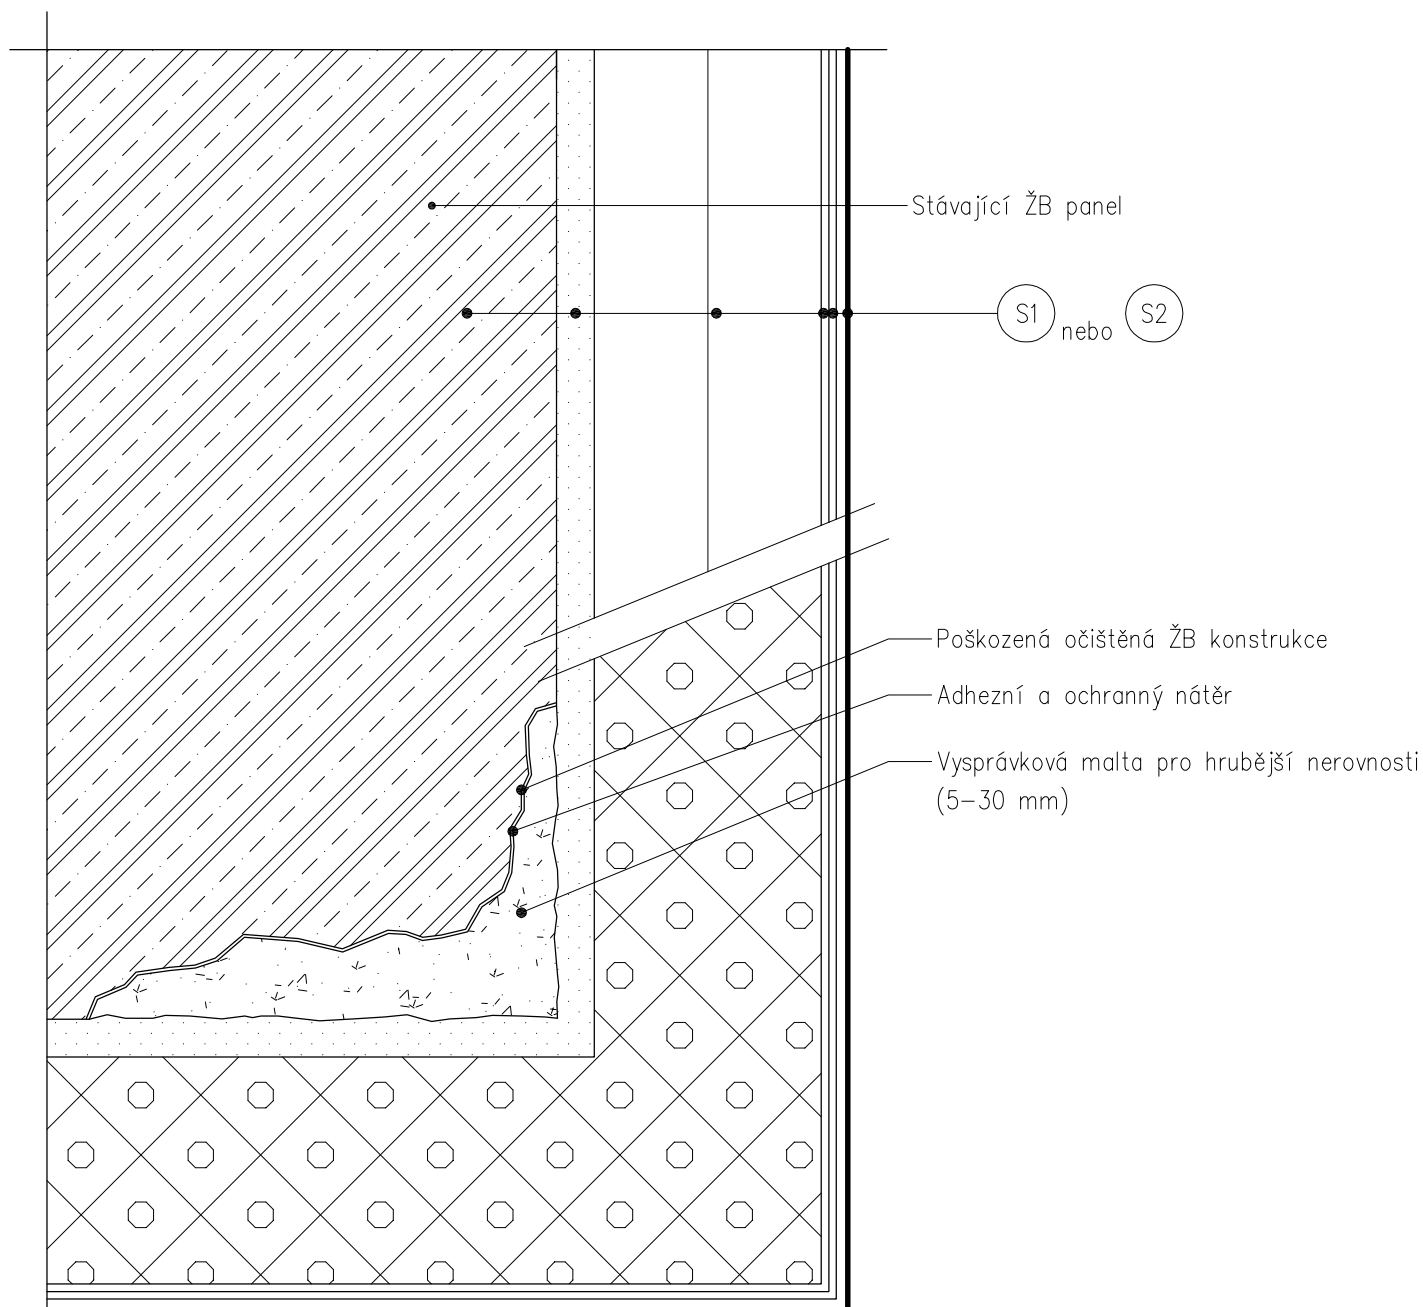 Stávající ŽB panel
S1 nebo S2
Poškozená očištěná ŽB konstrukce
Adhezní a ochranný nátěr
Vysprávková malta pro hrubější nerovnosti
(5-30 mm)